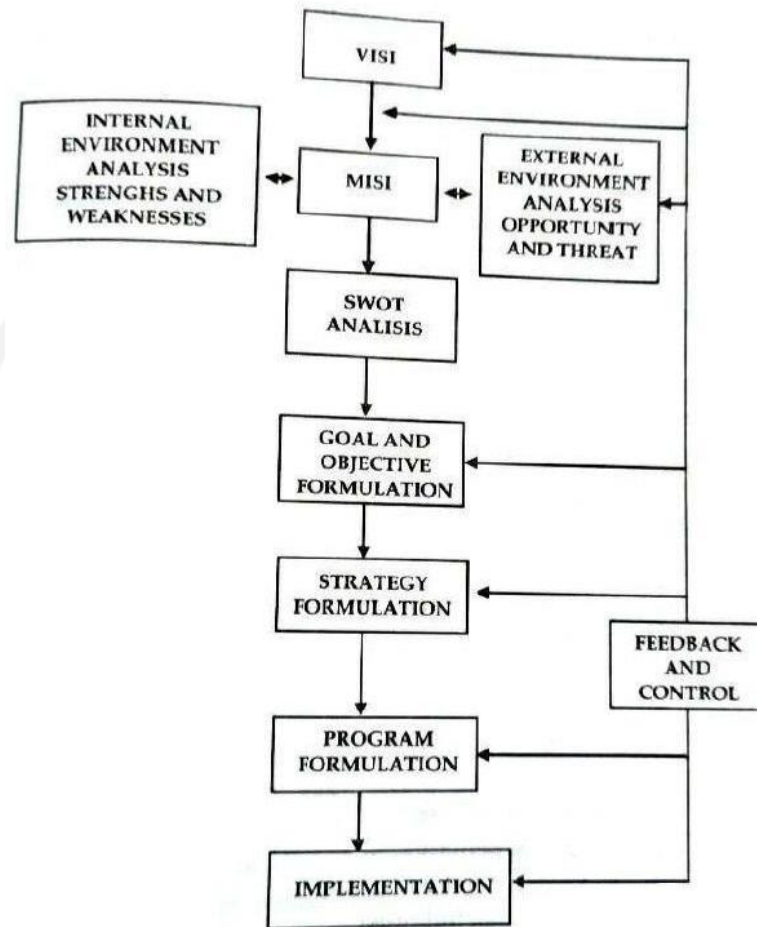 VISI
INTERNAL
ENVIRONMENT
ANALYSIS
STRENGHS AND
WEAKNESSES
MISI
EXTERNAL
ENVIRONMENT
ANALYSIS
OPPORTUNITY
AND THREAT
SWOT
ANALISIS
GOAL AND
OBJECTIVE
FORMULATION
STRATEGY
FORMULATION
FEEDBACK
AND
CONTROL
PROGRAM
FORMULATION
IMPLEMENTATION